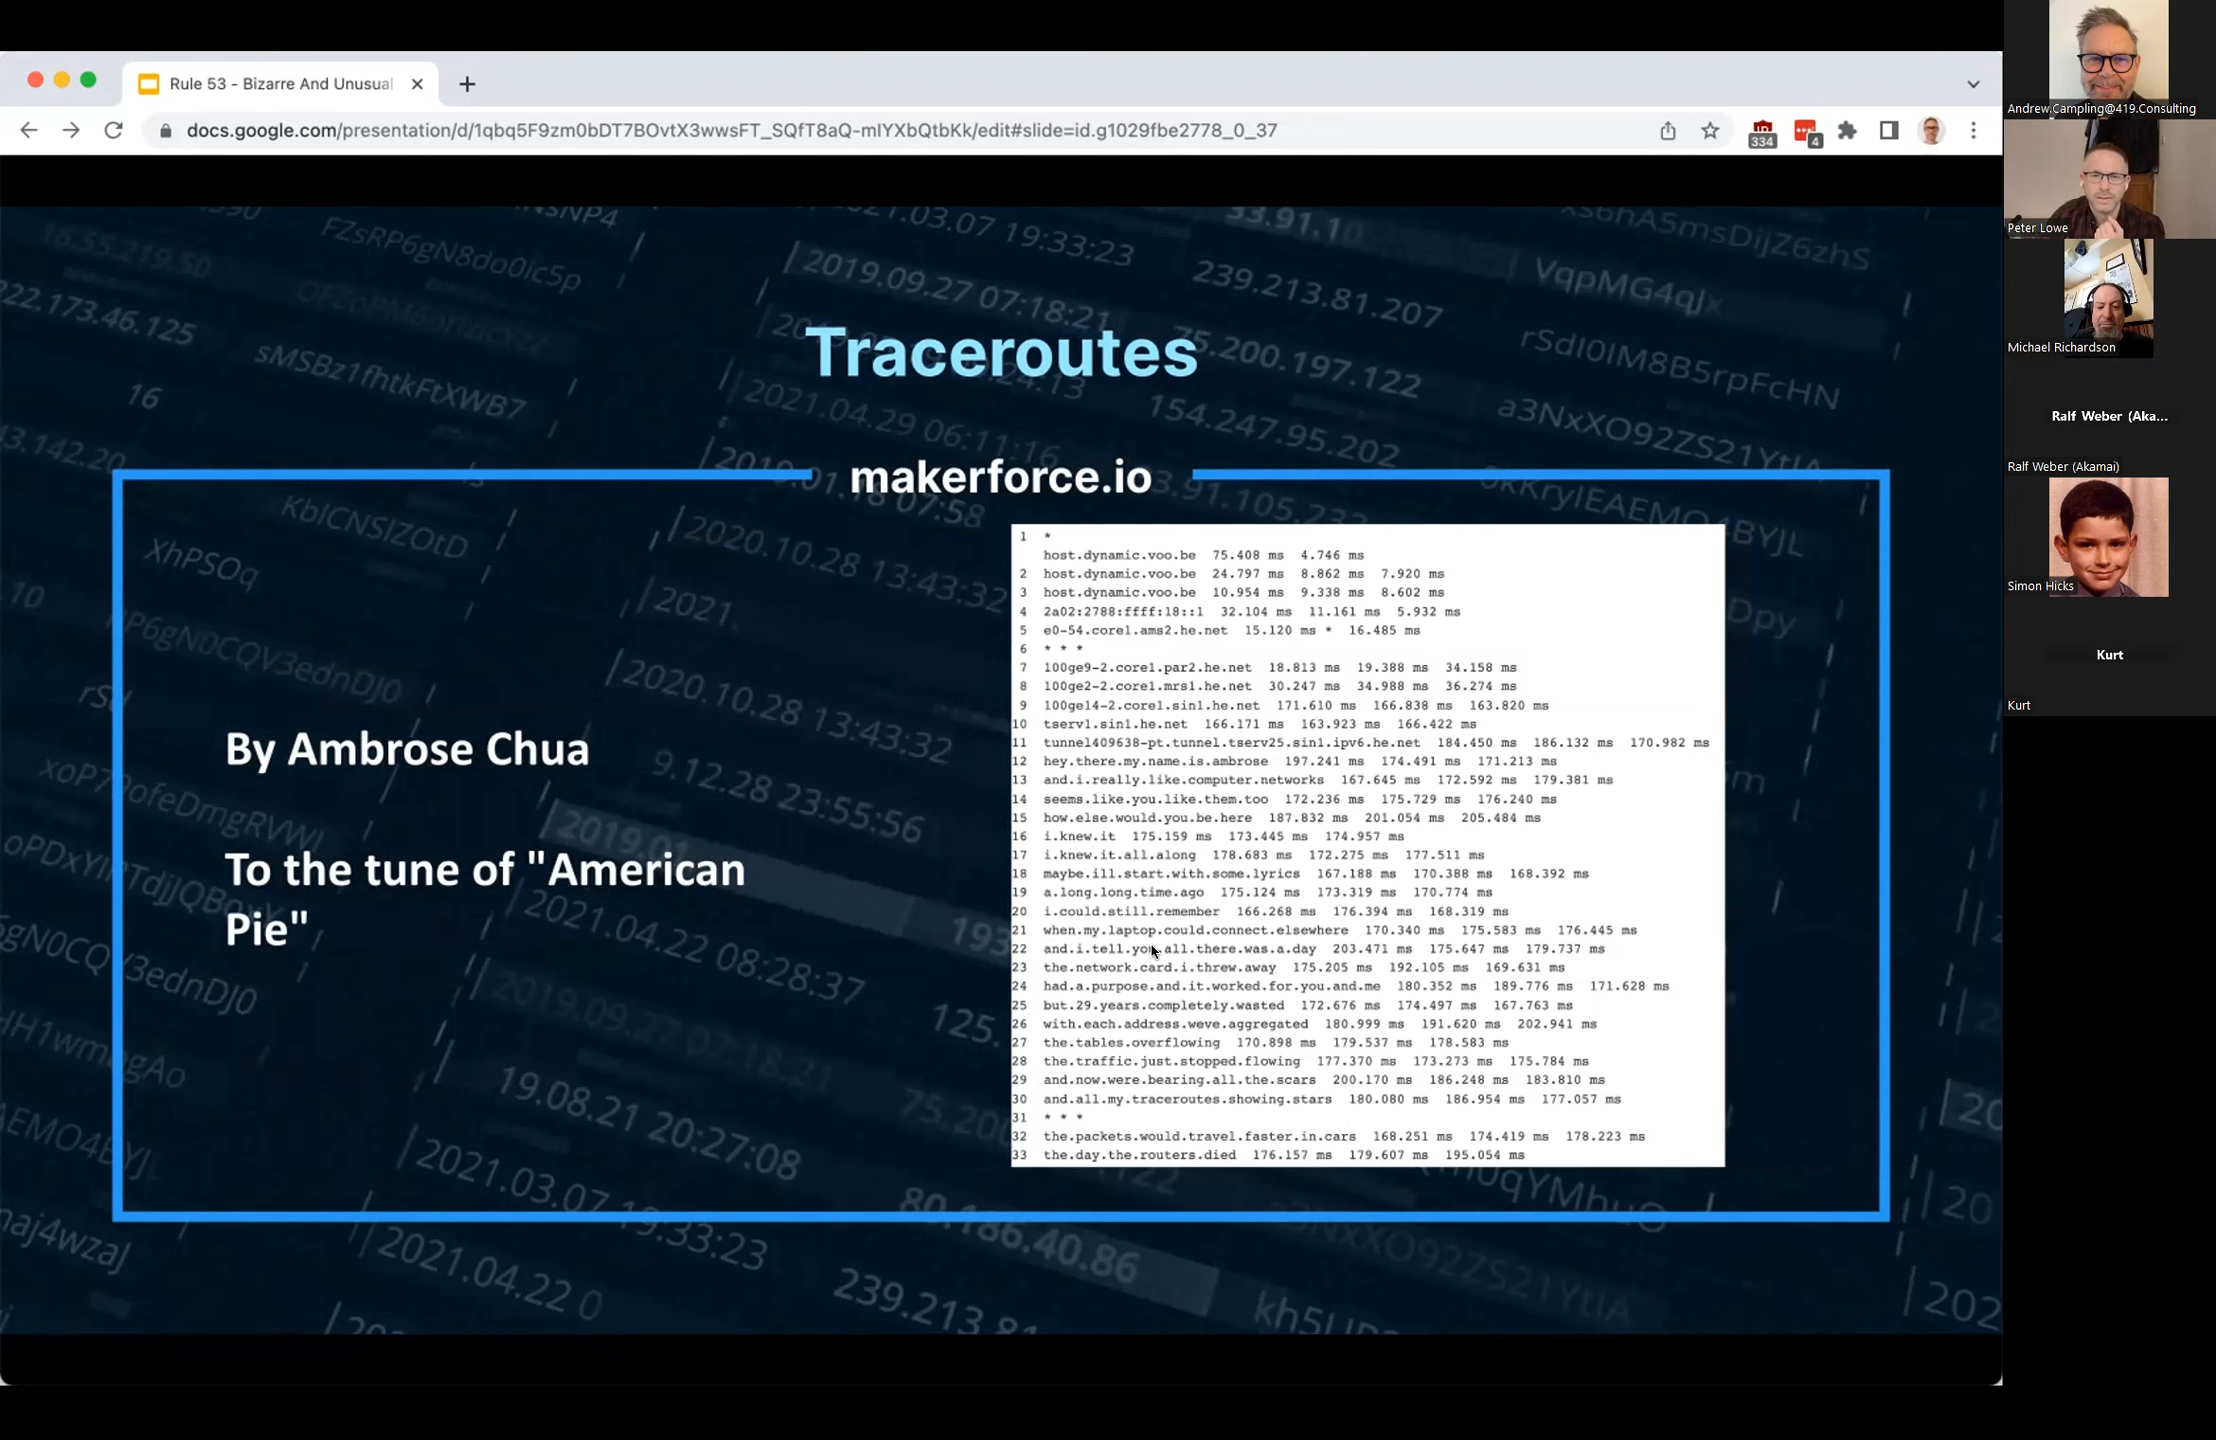 Rule 53 - Bizarre And Unusual
docs.google.com/presentation/d/1qbq5F9zm0bDT7BOvtX3wwsFT_SQfT8aQ-mIYXbQtbKk/edit#slide=id.g1029fbe2778_0_37
334
4
Traceroutes
makerforce.io
By Ambrose Chua
To the tune of "American
Pie"
1 *
host.dynamic.voo.be 75.408 ms 4.746 ms
2 host.dynamic.voo.be 24.797 ms 8.862 ms 7.920 ms
3 host.dynamic.voo.be 10.954 ms 9.338 ms 8.602 ms
4 2a02:2788:ffff:18::1 32.104 ms 11.161 ms 5.932 ms
5 e0-54.core1.ams2.he.net 15.120 ms * 16.485 ms
6 * * *
7 100ge9-2.core1.par2.he.net 18.813 ms 19.388 ms 34.158 ms
8 100ge2-2.core1.mrs1.he.net 30.247 ms 34.988 ms 36.274 ms
9 100ge14-2.core1.sin1.he.net 171.610 ms 166.838 ms 163.820 ms
10 tserv1.sin1.he.net 166.171 ms 163.923 ms 166.422 ms
11 tunnel409638-pt.tunnel.tserv25.sin1.ipv6.he.net 184.450 ms 186.132 ms 170.982 ms
12 hey.there.my.name.is.ambrose 197.241 ms 174.491 ms 171.213 ms
13 and.i.really.like.computer.networks 167.645 ms 172.592 ms 179.381 ms
14 seems.like.you.like.them.too 172.236 ms 175.729 ms 176.240 ms
15 how.else.would.you.be.here 187.832 ms 201.054 ms 205.484 ms
16 i.knew.it 175.159 ms 173.445 ms 174.957 ms
17 i.knew.it.all.along 178.683 ms 172.275 ms 177.511 ms
18 maybe.ill.start.with.some.lyrics 167.188 ms 170.388 ms 168.392 ms
19 a.long.long.time.ago 175.124 ms 173.319 ms 170.774 ms
20 i.could.still.remember 166.268 ms 176.394 ms 168.319 ms
21 when.my.laptop.could.connect.elsewhere 170.340 ms 175.583 ms 176.445 ms
22 and.i.tell.you.all.there.was.a.day 203.471 ms 175.647 ms 179.737 ms
23 the.network.card.i.threw.away 175.205 ms 192.105 ms 169.631 ms
24 had.a.purpose.and.it.worked.for.you.and.me 180.352 ms 189.776 ms 171.628 ms
25 but.29.years.completely.wasted 172.676 ms 174.497 ms 167.763 ms
26 with.each.address.weve.aggregated 180.999 ms 191.620 ms 202.941 ms
27 the.tables.overflowing 170.898 ms 179.537 ms 178.583 ms
28 the.traffic.just.stopped.flowing 177.370 ms 173.273 ms 175.784 ms
29 and.now.were.bearing.all.the.scars 200.170 ms 186.248 ms 183.810 ms
30 and.all.my.traceroutes.showing.stars 180.080 ms 186.954 ms 177.057 ms
31 * * *
32 the.packets.would.travel.faster.in.cars 168.251 ms 174.419 ms 178.223 ms
33 the.day.the.routers.died 176.157 ms 179.607 ms 195.054 ms
Andrew.Campling@419.Consulting
Peter Lowe
Michael Richardson
Ralf Weber (Aka...
Ralf Weber (Akamai)
Simon Hicks
Kurt
Kurt